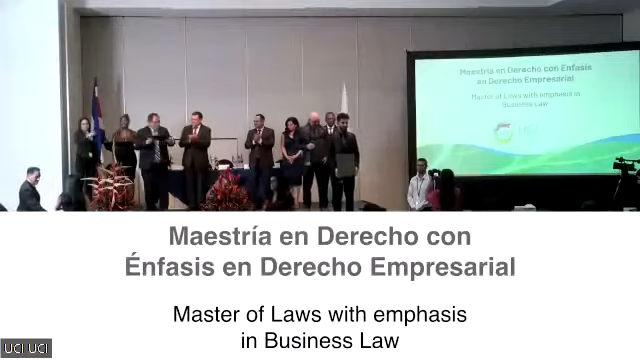 Maestría en Derecho con Énfasis
en Derecho Empresarial
Master of Laws with emphasis in
Business Law
UCI
Maestría en Derecho con
Énfasis en Derecho Empresarial
Master of Laws with emphasis
in Business Law
UCI UCI